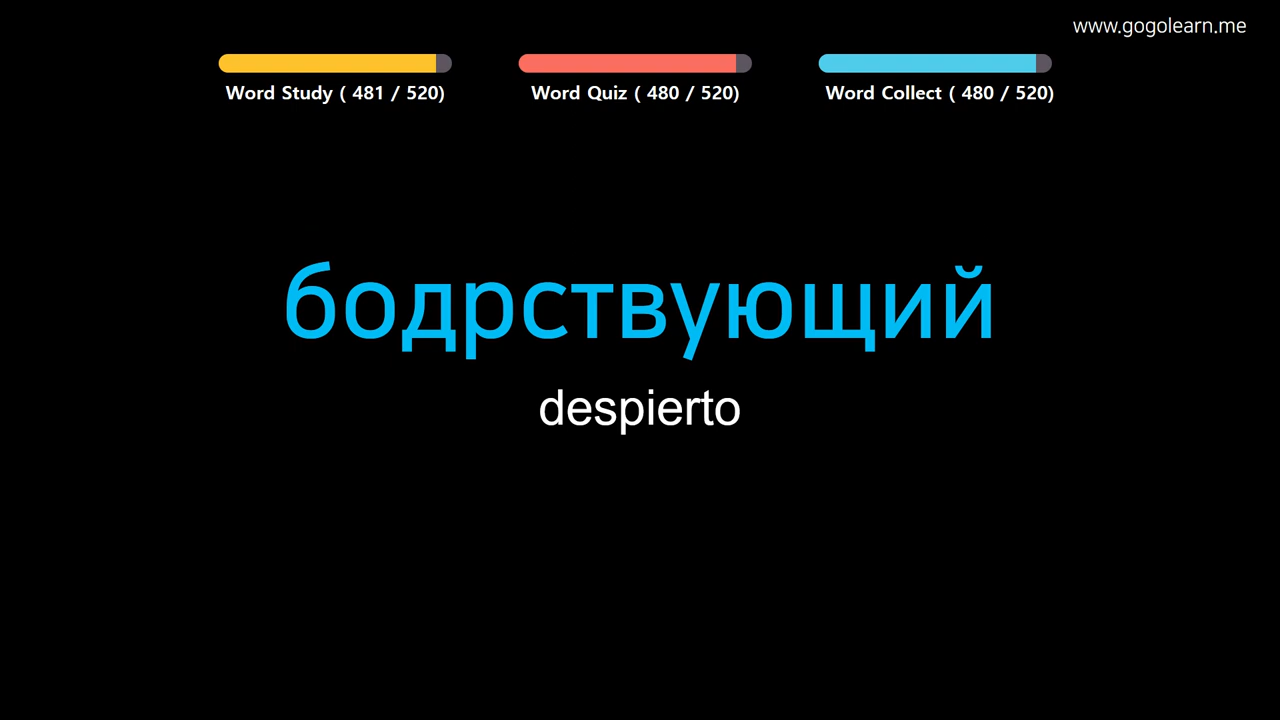 www.gogolearn.me
Word Study ( 481 / 520)
Word Quiz ( 480 / 520)
Word Collect ( 480 / 520)
бодрствующий
despierto